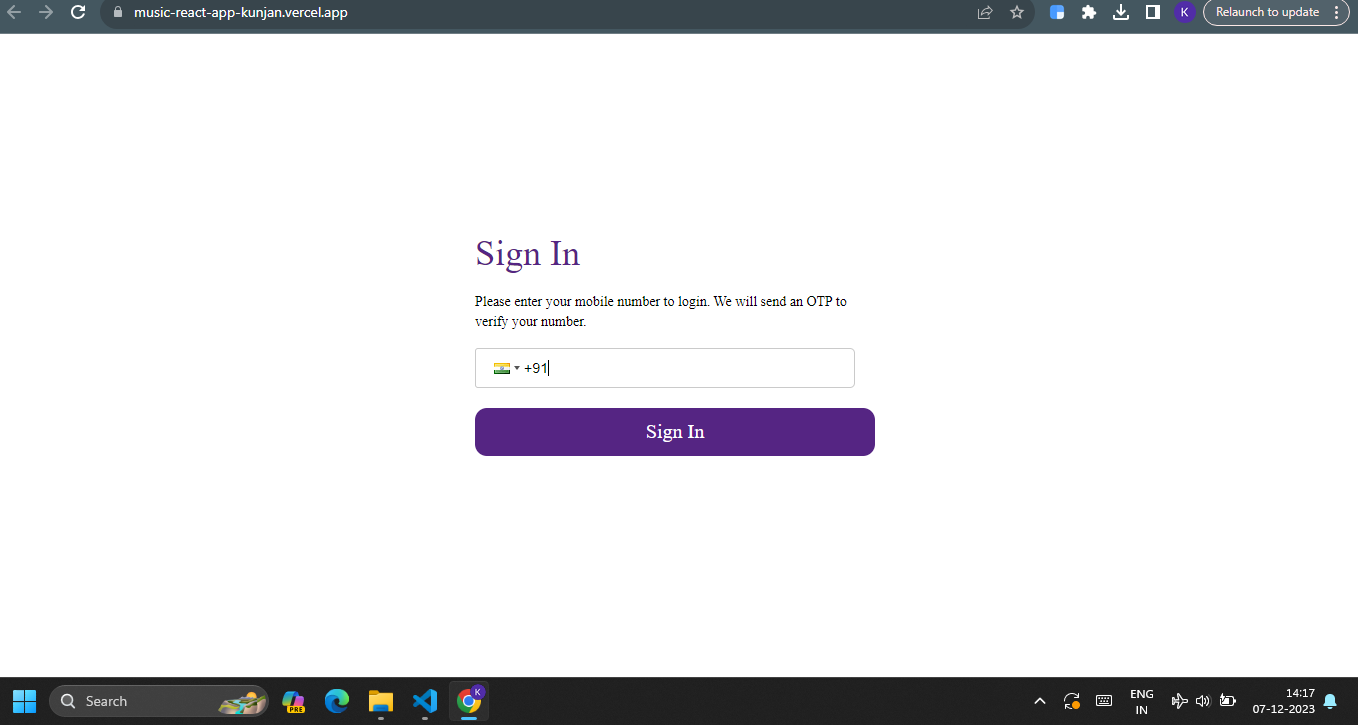 music-react-app-kunjan.vercel.app
K
Relaunch to update
Sign In
Please enter your mobile number to login. We will send an OTP to
verify your number.
+91
Sign In
Search
PRE
K
ENG
IN
14:17
07-12-2023